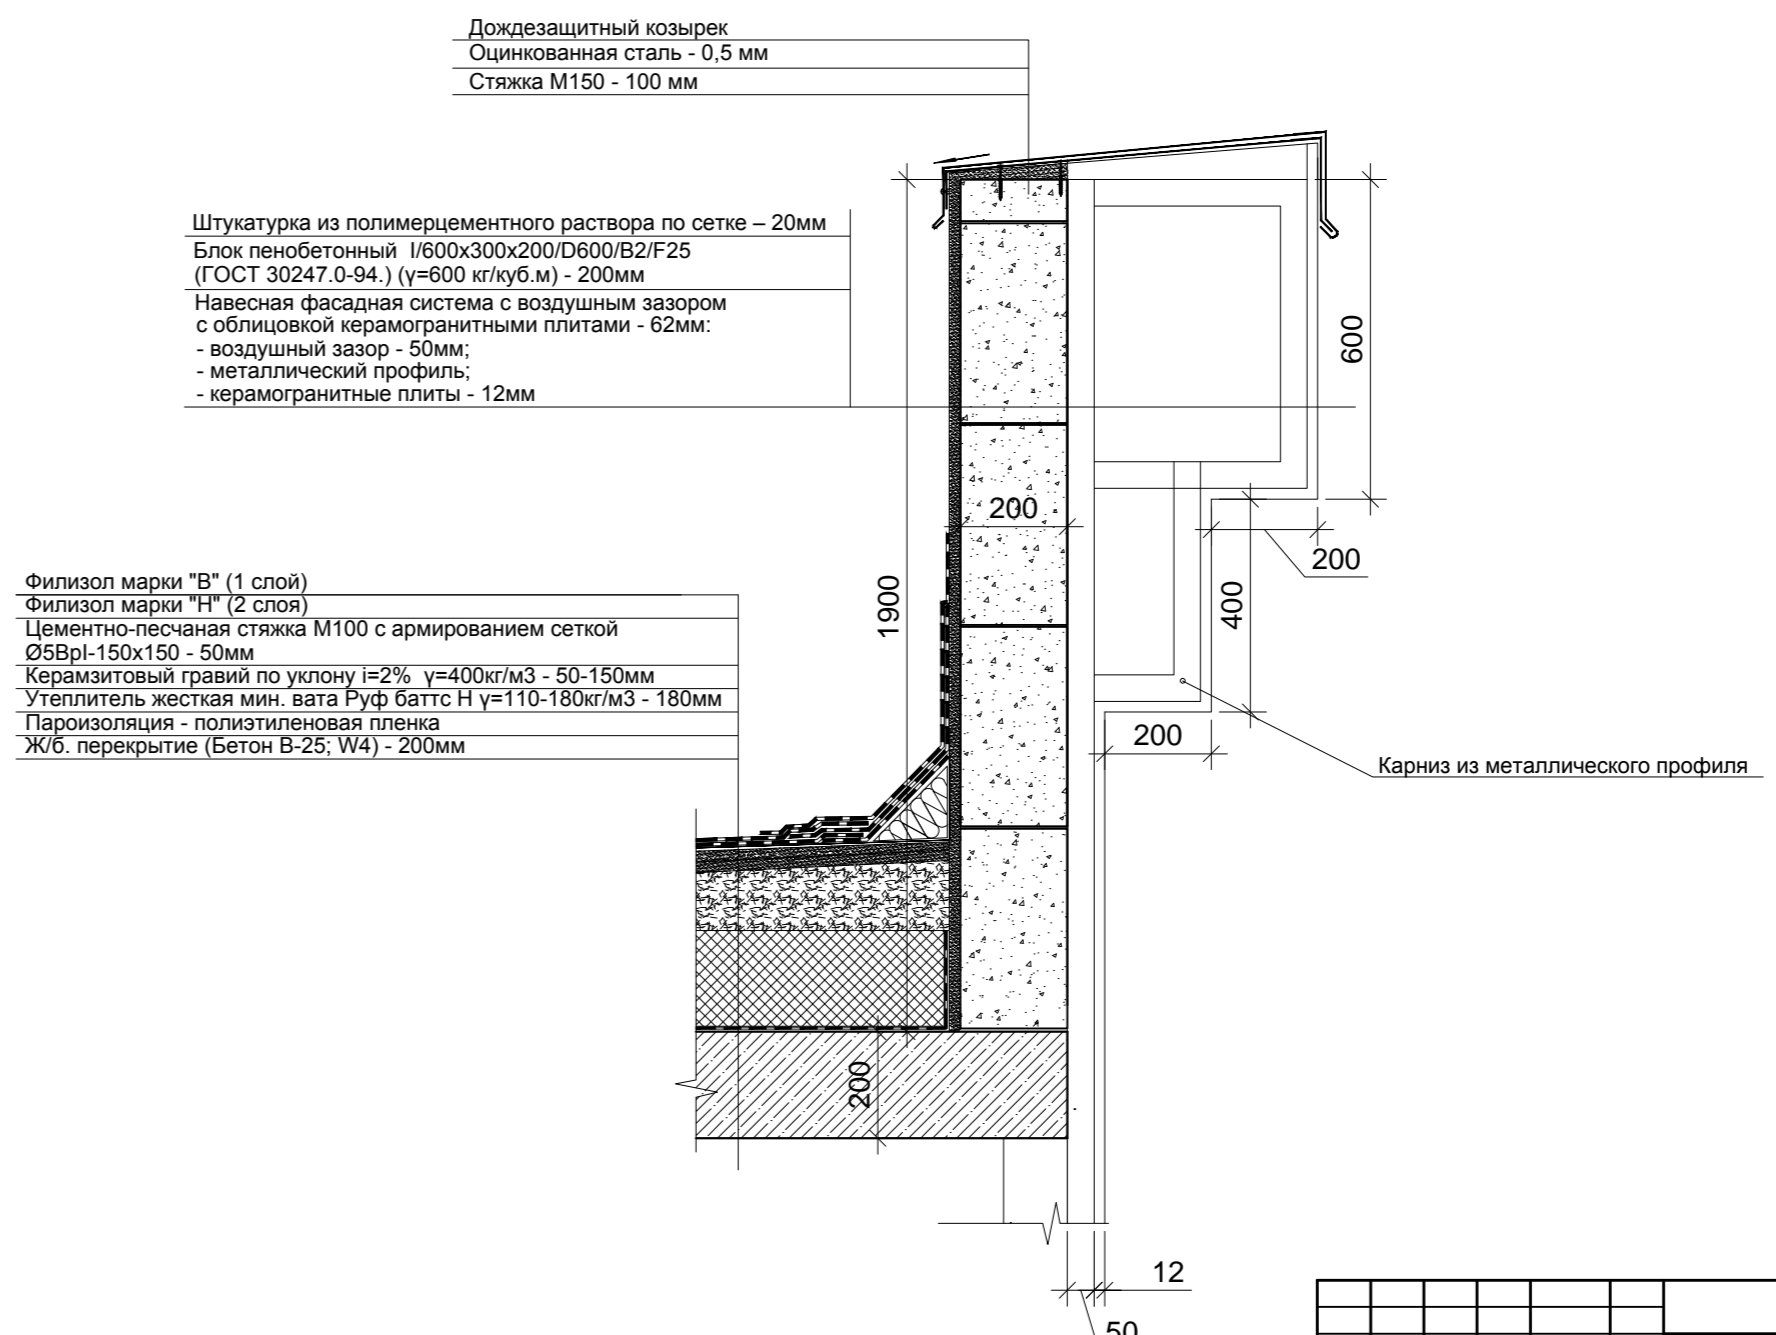 Дождезащитный козырек
Оцинкованная сталь - 0,5 мм
Стяжка М150 - 100 мм
Штукатурка из полимерцементного раствора по сетке – 20мм
Блок пенобетонный I/600х300х200/D600/В2/F25
(ГОСТ 30247.0-94.) (γ=600 кг/куб.м) - 200мм
Навесная фасадная система с воздушным зазором
с облицовкой керамогранитными плитами - 62мм:
- воздушный зазор - 50мм;
- металлический профиль;
- керамогранитные плиты - 12мм
600
200
200
400
1900
Филизол марки "В" (1 слой)
Филизол марки "Н" (2 слоя)
Цементно-песчаная стяжка М100 с армированием сеткой
Ø5BpI-150х150 - 50мм
Керамзитовый гравий по уклону i=2% γ=400кг/м3 - 50-150мм
Утеплитель жесткая мин. вата Руф баттс Н γ=110-180кг/м3 - 180мм
Пароизоляция - полиэтиленовая пленка
Ж/б. перекрытие (Бетон В-25; W4) - 200мм
200
Карниз из металлического профиля
200
12
50